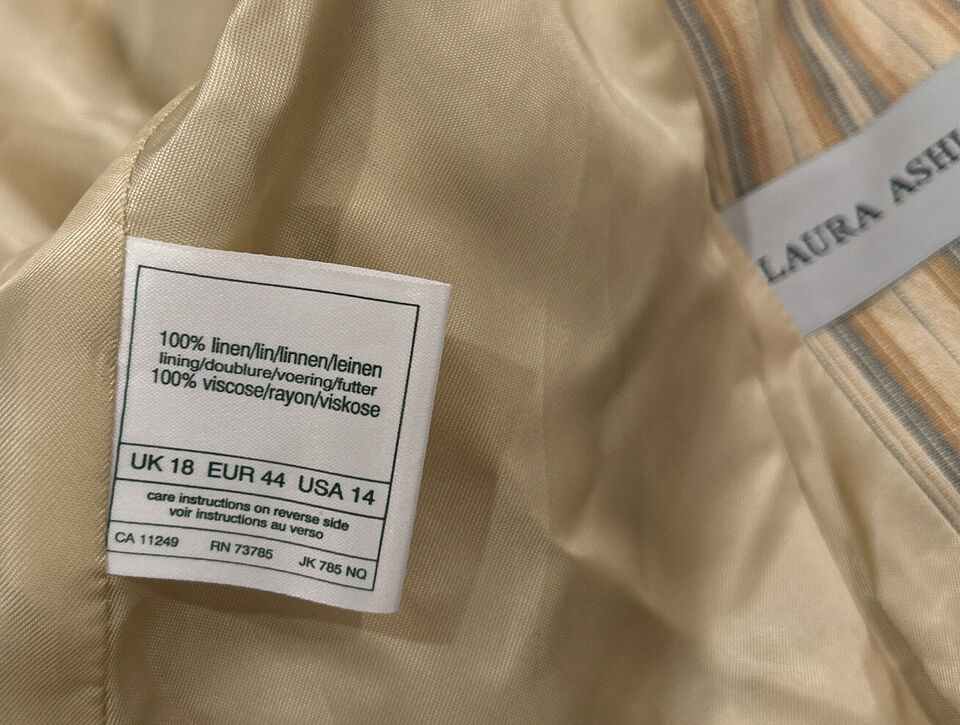 100% linen/lin/linnen/leinen
lining/doublure/voering/futter
100% viscose/rayon/viskose
UK 18 EUR 44 USA 14
care instructions on reverse side
voir instructions au verso
CA 11249 RN 73785 JK 785 NQ
LAURA ASHL